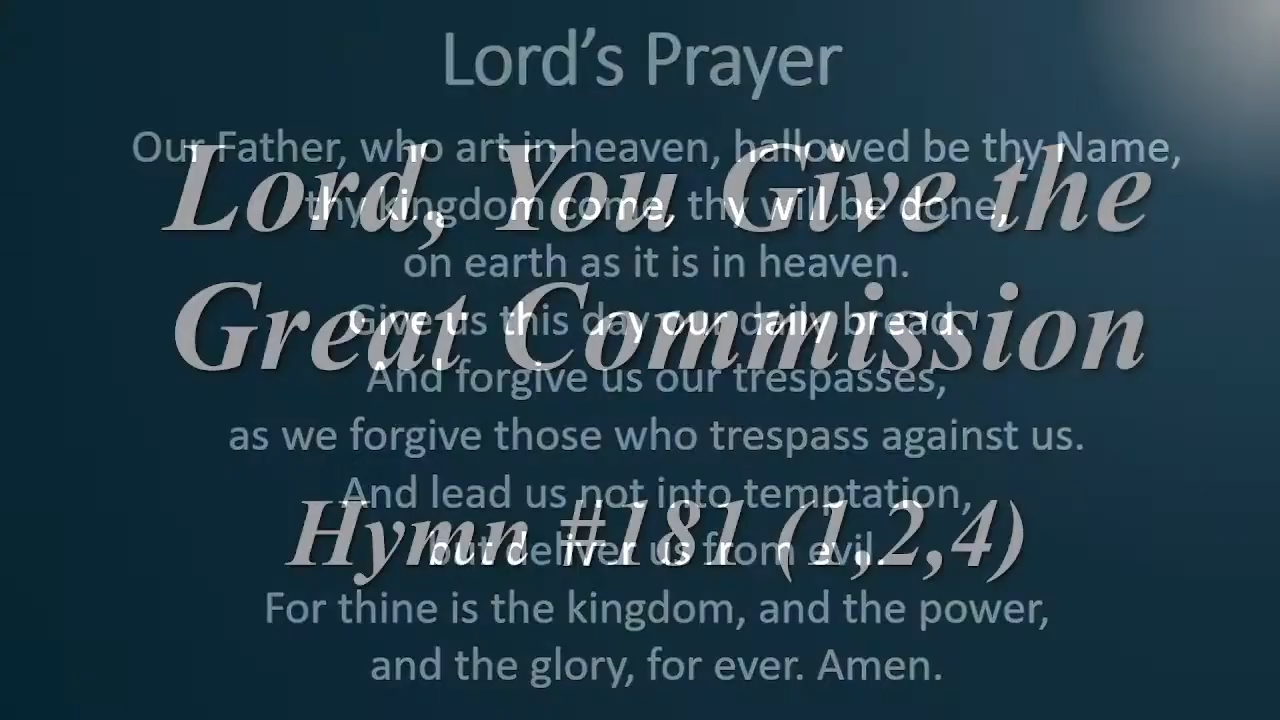 Lord’s Prayer
Our Father, who art in heaven, hallowed be thy Name,
thy kingdom come, thy will be done,
on earth as it is in heaven.
Give us this day our daily bread.
And forgive us our trespasses,
as we forgive those who trespass against us.
And lead us not into temptation,
but deliver us from evil.
For thine is the kingdom, and the power,
and the glory, for ever. Amen.
Lord, You Give the
Great Commission
Hymn #181 (1,2,4)